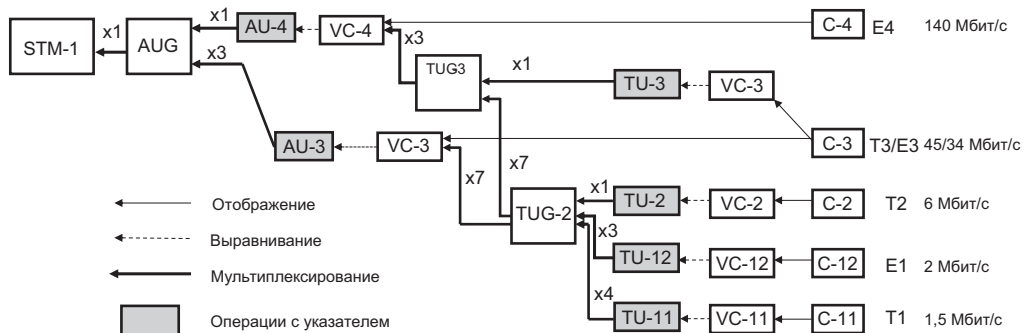 x1 AU-4 VC-4 C-4 E4 140 Мбит/с
x1 x3
STM-1 AUG TUG3 x1
x3 TU-3 VC-3
AU-3 VC-3 C-3 T3/E3 45/34 Мбит/с
x7 x7
x1 TU-2 VC-2 C-2 T2 6 Мбит/с
Отображение TUG-2
Выравнивание x3
TU-12 VC-12 C-12 E1 2 Мбит/с
Мультиплексирование
x4
Операции с указателем TU-11 VC-11 C-11 T1 1,5 Мбит/с